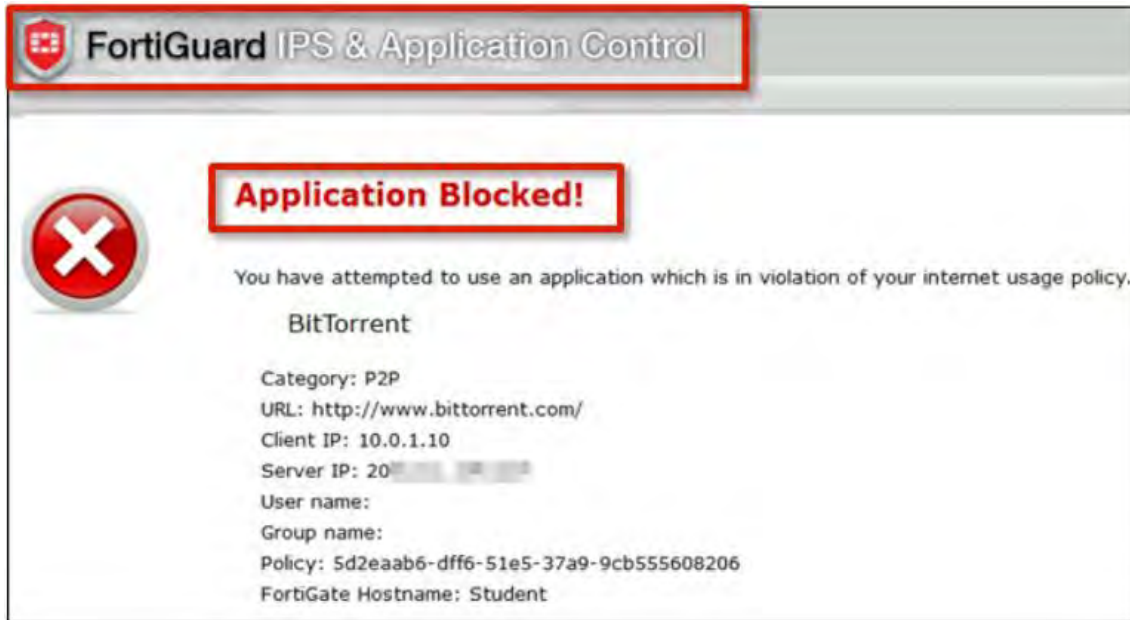 FortiGuard IPS & Application Control
Application Blocked!
You have attempted to use an application which is in violation of your internet usage policy.
BitTorrent
Category: P2P
URL: http://www.bittorrent.com/
Client IP: 10.0.1.10
Server IP: 20
User name:
Group name:
Policy: 5d2eaab6-dff6-51e5-37a9-9cb555608206
FortiGate Hostname: Student